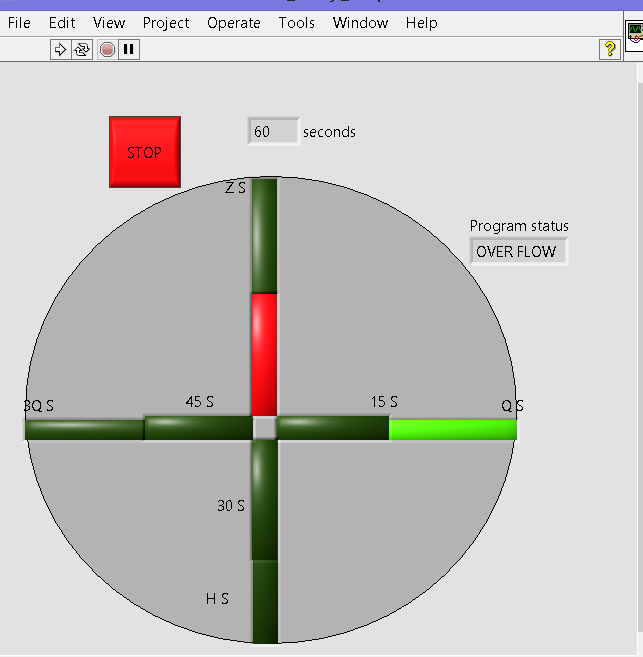 File Edit View Project Operate Tools Window Help
?
60 seconds
STOP
Z S
Program status
OVER FLOW
45 S
15 S
3Q S
Q S
30 S
H S